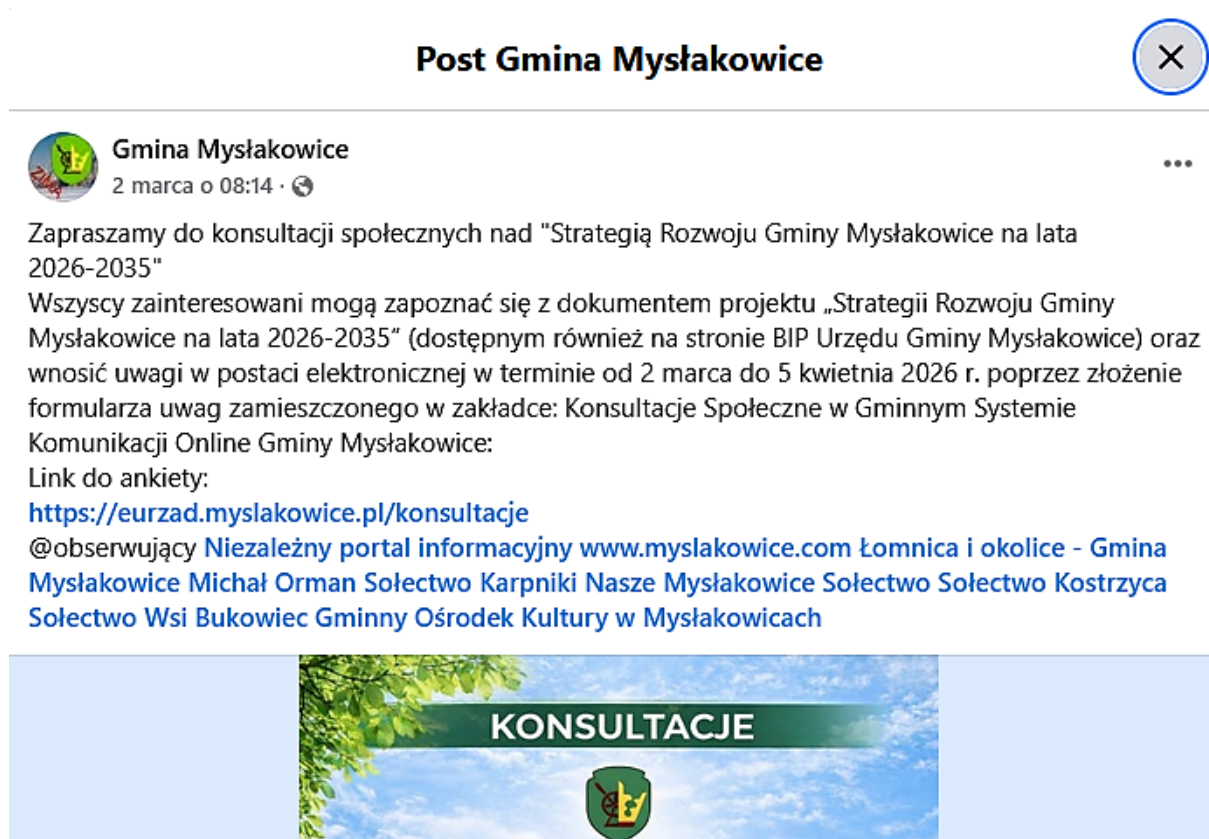 Post Gmina Mysłakowice
Gmina Mysłakowice
2 marca o 08:14 ·
Zapraszamy do konsultacji społecznych nad "Strategią Rozwoju Gminy Mysłakowice na lata
2026-2035"
Wszyscy zainteresowani mogą zapoznać się z dokumentem projektu „Strategii Rozwoju Gminy
Mysłakowice na lata 2026-2035“ (dostępnym również na stronie BIP Urzędu Gminy Mysłakowice) oraz
wnosić uwagi w postaci elektronicznej w terminie od 2 marca do 5 kwietnia 2026 r. poprzez złożenie
formularza uwag zamieszczonego w zakładce: Konsultacje Społeczne w Gminnym Systemie
Komunikacji Online Gminy Mysłakowice:
Link do ankiety:
https://eurzad.myslakowice.pl/konsultacje
@obserwujący Niezależny portal informacyjny www.myslakowice.com Łomnica i okolice - Gmina
Mysłakowice Michał Orman Sołectwo Karpniki Nasze Mysłakowice Sołectwo Sołectwo Kostrzyca
Sołectwo Wsi Bukowiec Gminny Ośrodek Kultury w Mysłakowicach
KONSULTACJE